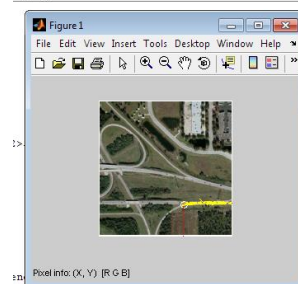 Figure 1
File Edit View Insert Tools Desktop Window Help
»
Pixel info: (X, Y) [R G B]